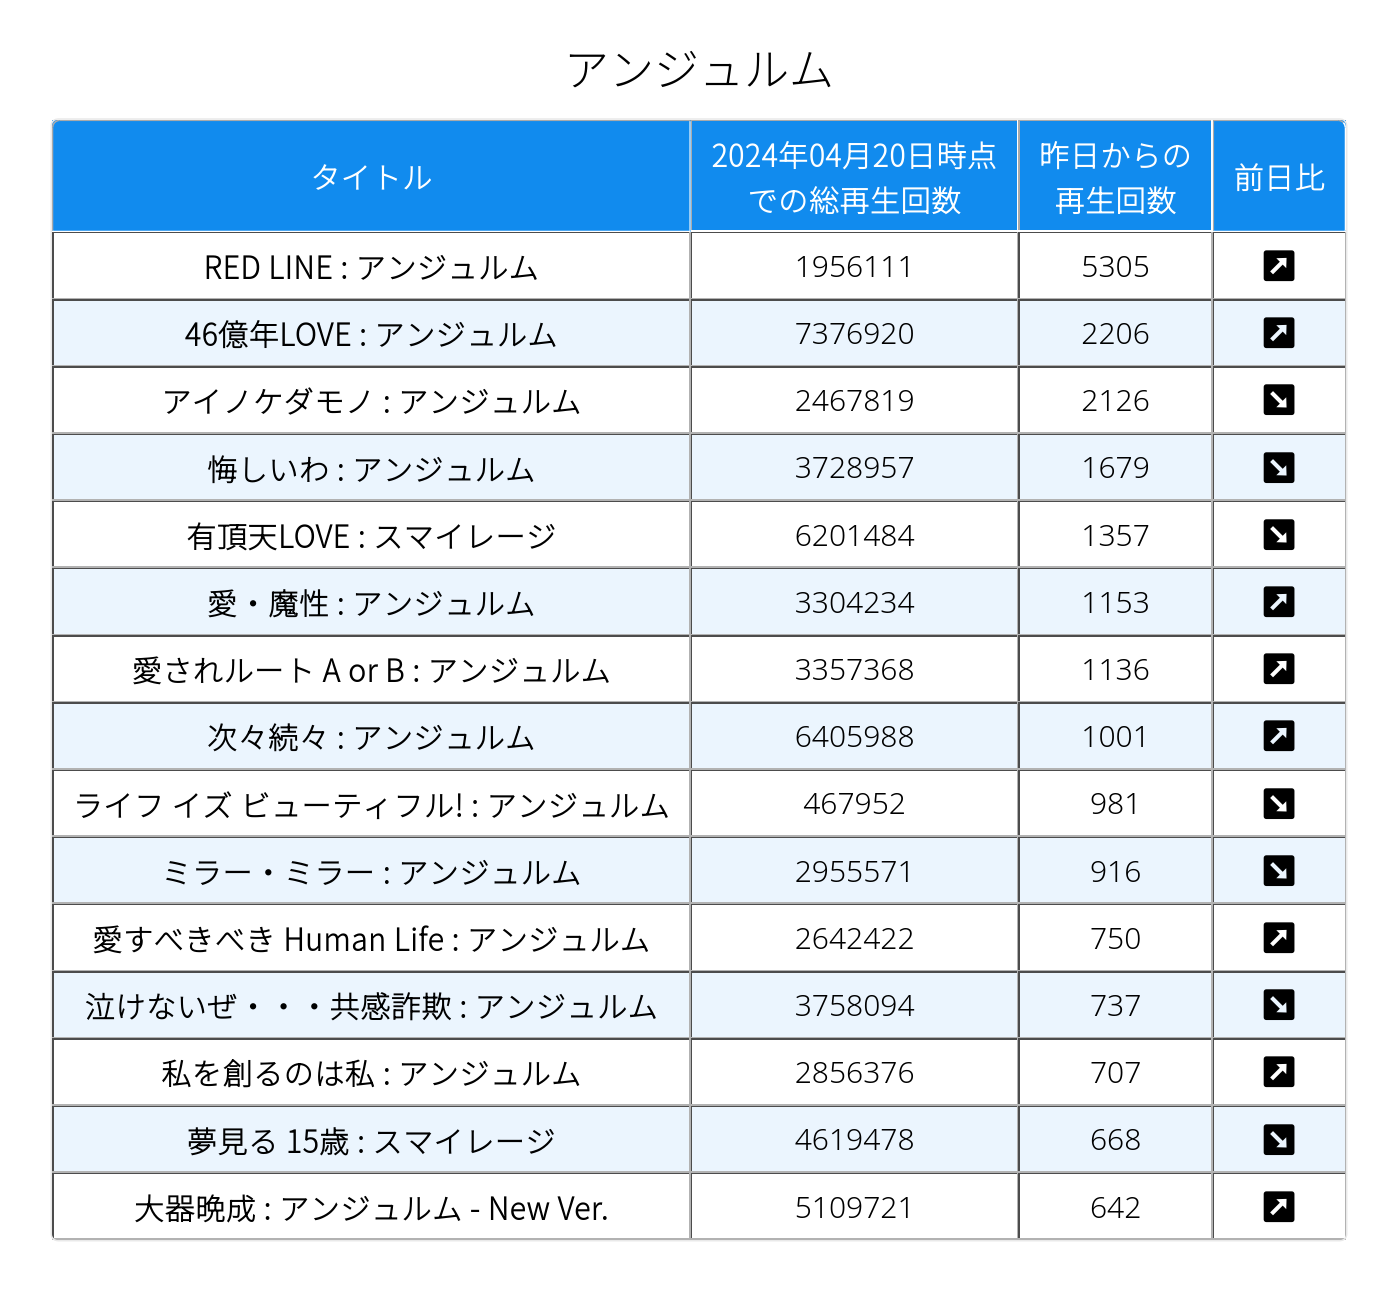 アンジュルム
タイトル 2024年04月20日時点での総再生回数 昨日からの再生回数 前日比
RED LINE : アンジュルム 1956111 5305 ↗
46億年LOVE : アンジュルム 7376920 2206 ↗
アイノケダモノ : アンジュルム 2467819 2126 ↘
悔しいわ : アンジュルム 3728957 1679 ↘
有頂天LOVE : スマイレージ 6201484 1357 ↘
愛・魔性 : アンジュルム 3304234 1153 ↗
愛されルート A or B : アンジュルム 3357368 1136 ↗
次々続々 : アンジュルム 6405988 1001 ↗
ライフ イズ ビューティフル! : アンジュルム 467952 981 ↘
ミラー・ミラー : アンジュルム 2955571 916 ↘
愛すべきべき Human Life : アンジュルム 2642422 750 ↗
泣けないぜ・・・共感詐欺 : アンジュルム 3758094 737 ↘
私を創るのは私 : アンジュルム 2856376 707 ↗
夢見る 15歳 : スマイレージ 4619478 668 ↘
大器晩成 : アンジュルム - New Ver. 5109721 642 ↗